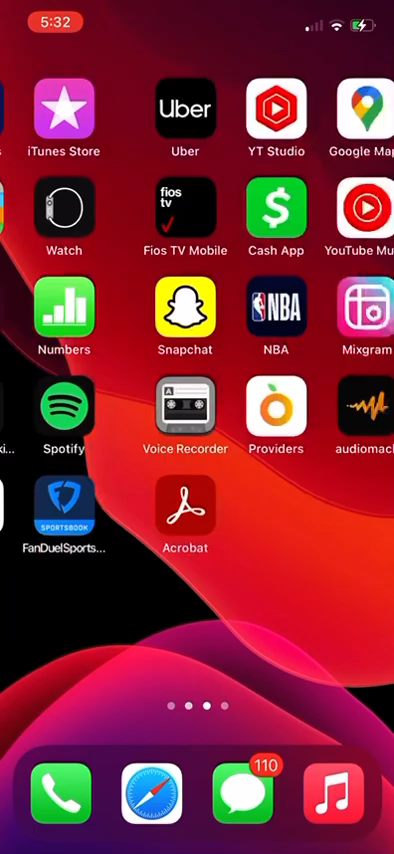 5:32
iTunes Store
Uber
Uber
YT Studio
Google Map
fios
tv
Watch
Fios TV Mobile
Cash App
YouTube Mu
NBA
Numbers
Snapchat
NBA
Mixgram
A
Spotify
Voice Recorder
Providers
audiomack
SPORTSBOOK
FanDuelSports...
Acrobat
110